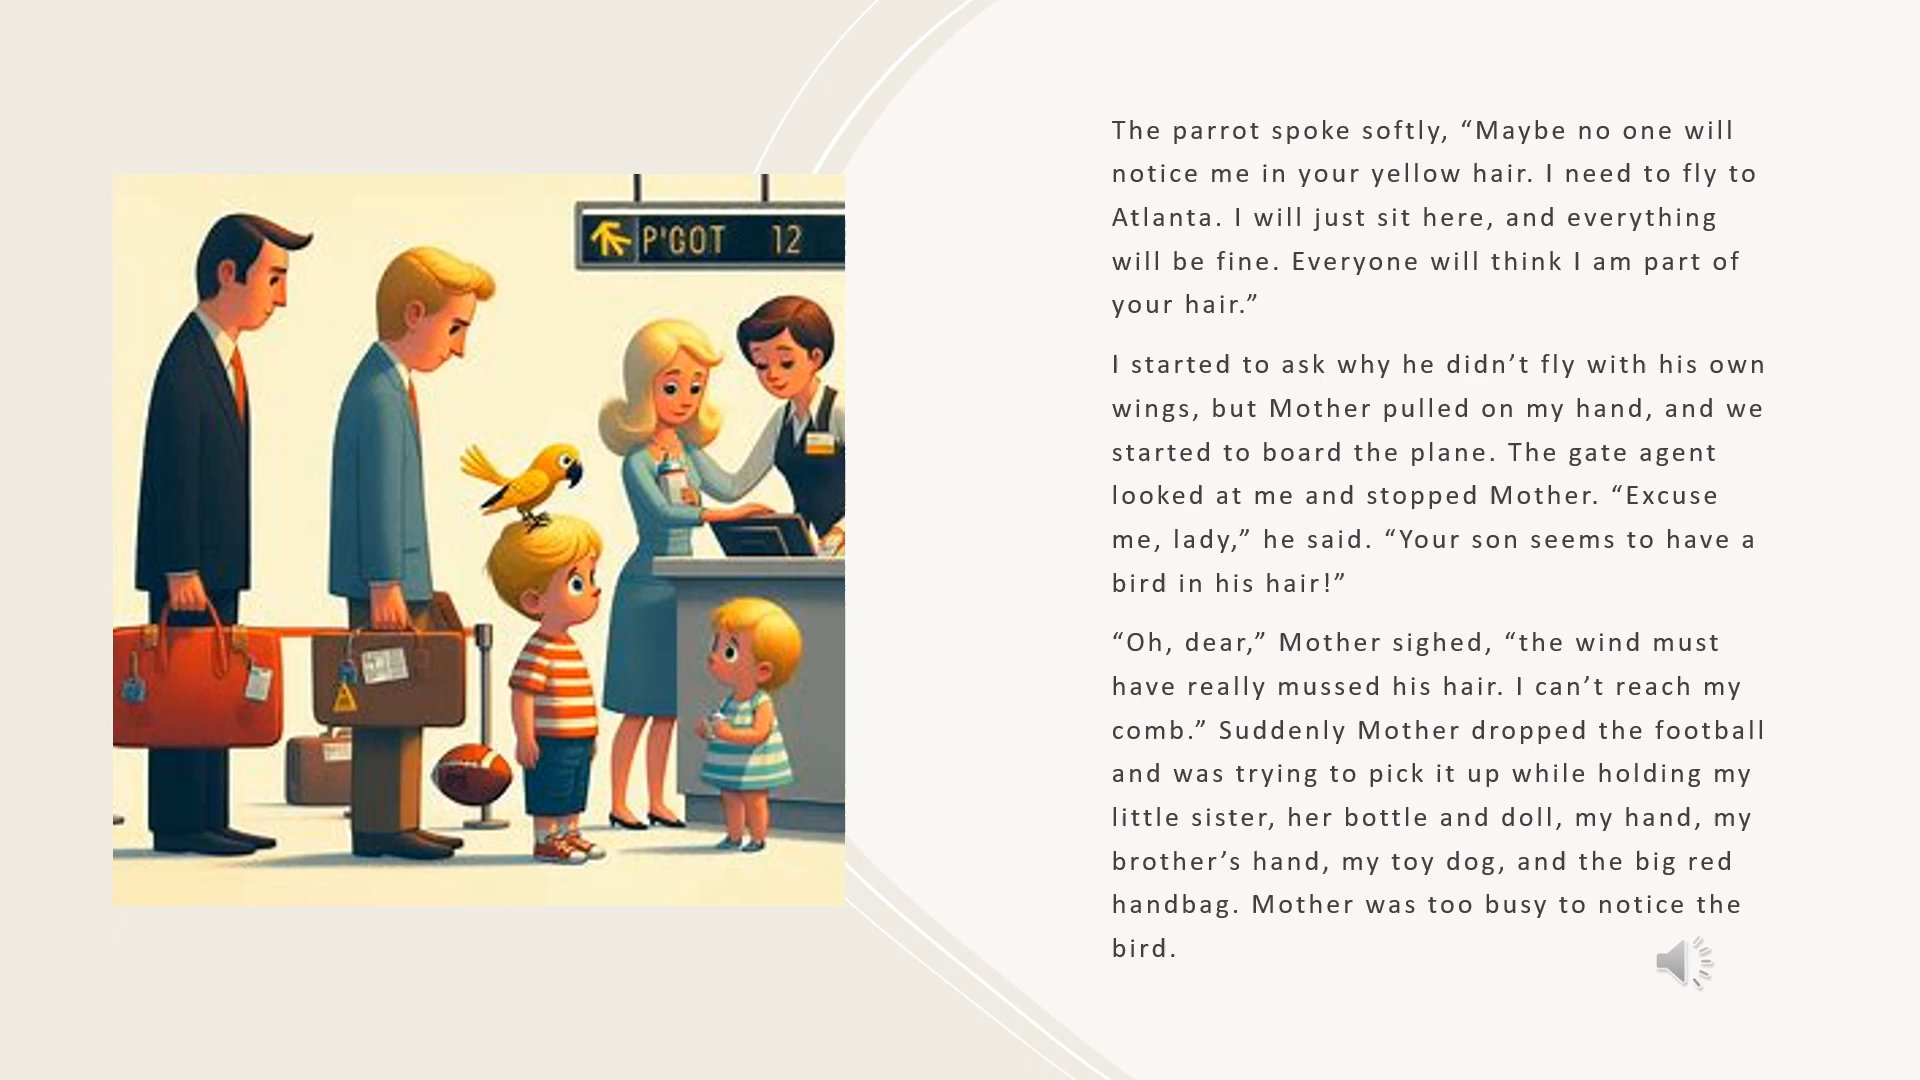 P'GOT 12
The parrot spoke softly, “Maybe no one will
notice me in your yellow hair. I need to fly to
Atlanta. I will just sit here, and everything
will be fine. Everyone will think I am part of
your hair.”
I started to ask why he didn’t fly with his own
wings, but Mother pulled on my hand, and we
started to board the plane. The gate agent
looked at me and stopped Mother. “Excuse
me, lady,” he said. “Your son seems to have a
bird in his hair!”
“Oh, dear,” Mother sighed, “the wind must
have really mussed his hair. I can’t reach my
comb.” Suddenly Mother dropped the football
and was trying to pick it up while holding my
little sister, her bottle and doll, my hand, my
brother’s hand, my toy dog, and the big red
handbag. Mother was too busy to notice the
bird.